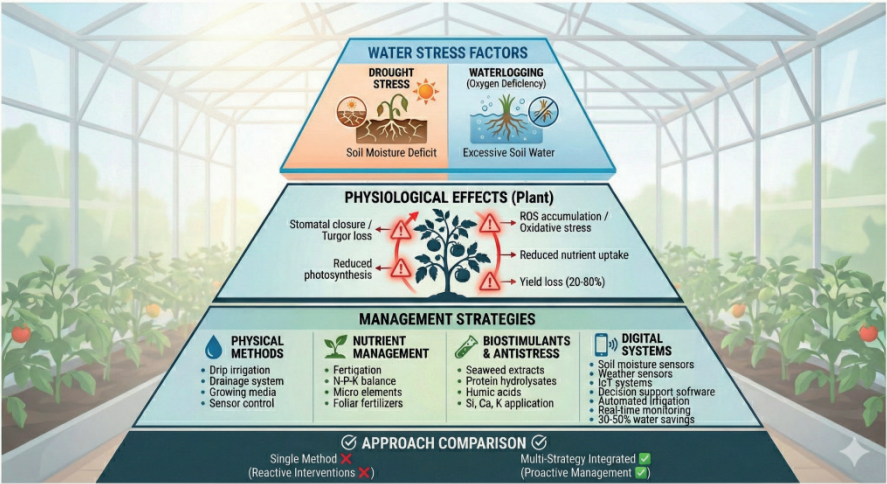 WATER STRESS FACTORS
DROUGHT
STRESS
Soil Moisture Deficit
WATERLOGGING
(Oxygen Deficiency)
Excessive Soil Water
PHYSIOLOGICAL EFFECTS (Plant)
Stomatal closure /
Turgor loss
Reduced
photosynthesis
ROS accumulation /
Oxidative stress
Reduced nutrient uptake
Yield loss (20-80%)
MANAGEMENT STRATEGIES
PHYSICAL
METHODS
• Drip irrigation
• Drainage system
• Growing media
• Sensor control
NUTRIENT
MANAGEMENT
• Fertigation
• N-P-K balance
• Micro elements
• Foliar fertilizers
BIOSTIMULANTS
& ANTISTRESS
• Seaweed extracts
• Protein hydrolysates
• Humic acids
• Si, Ca, K application
DIGITAL
SYSTEMS
• Soil moisture sensors
• Weather sensors
• IcT systems
• Decision support software
• Automated irrigation
• Real-time monitoring
• 30-50% water savings
APPROACH COMPARISON
Single Method ❌
(Reactive Interventions ❌)
Multi-Strategy Integrated ✅
(Proactive Management ✅)